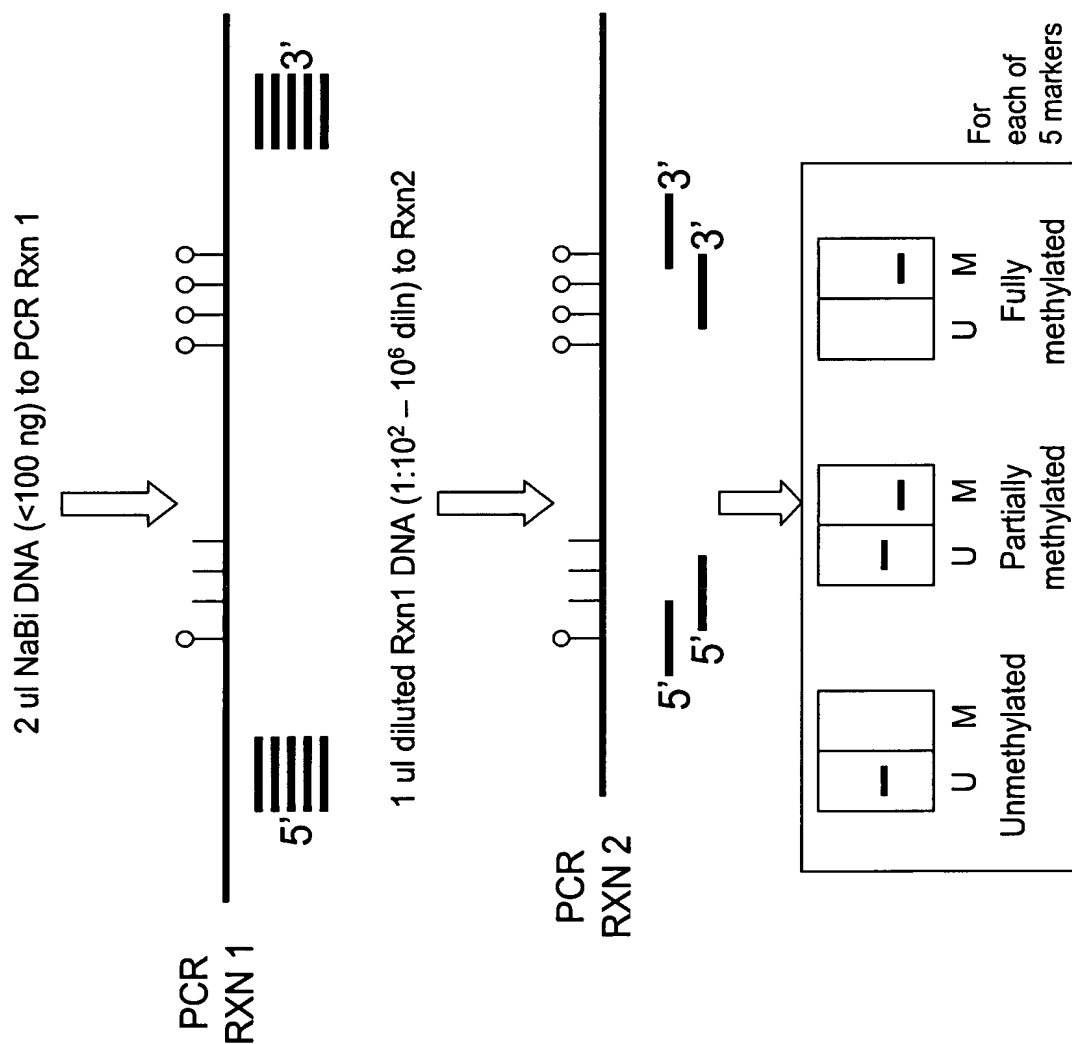 2 ul NaBi DNA (<100 ng) to PCR Rxn 1
PCR
RXN 1
5’
3’
1 ul diluted Rxn1 DNA (1:10² – 10⁶ diln) to Rxn2
PCR
RXN 2
5’
3’
5’
3’
U M
Unmethylated
U M
Partially
methylated
U M
Fully
methylated
For
each of
5 markers